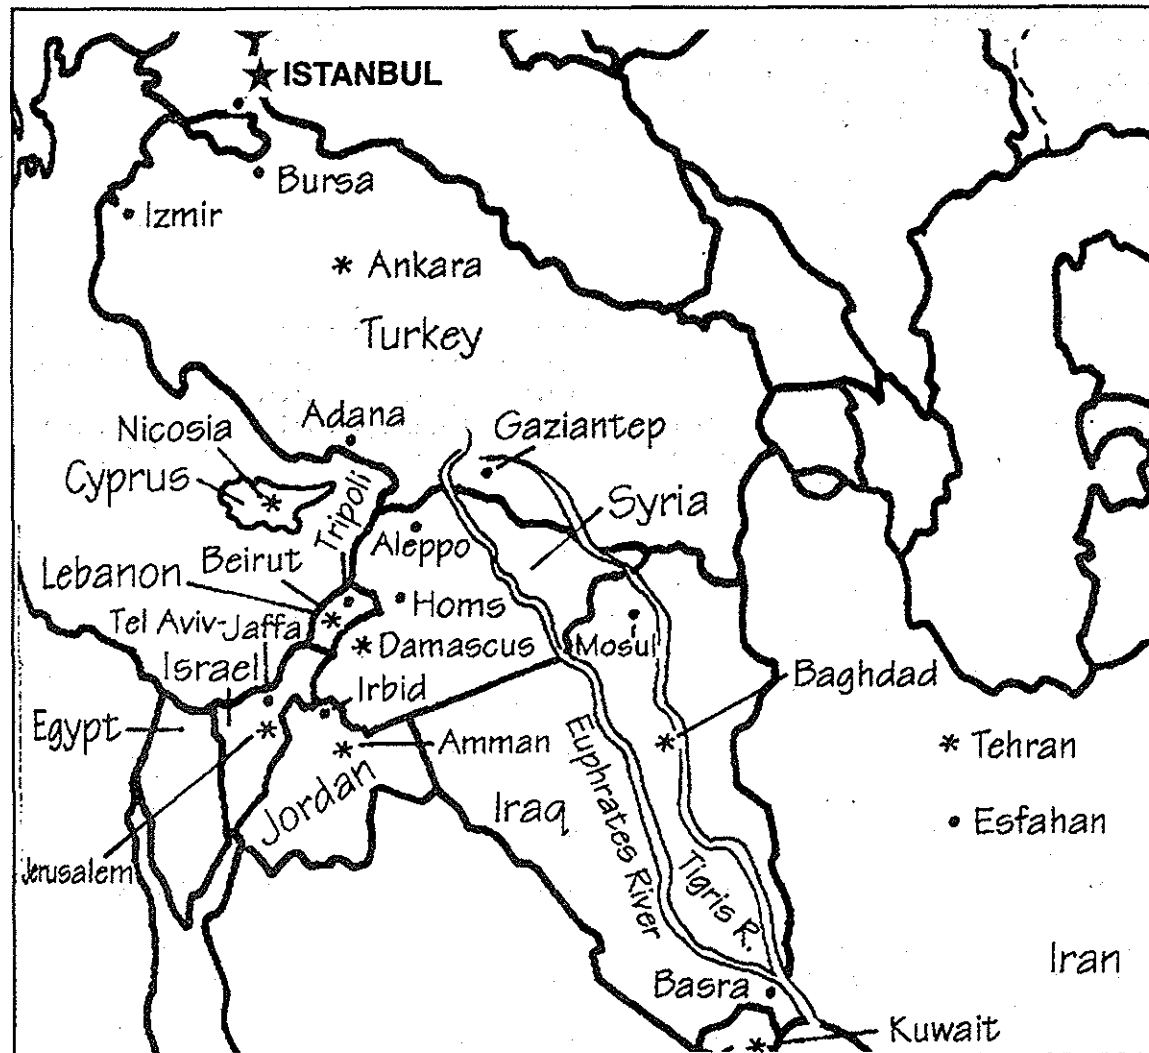 ISTANBUL
Bursa
Izmir
Ankara
Turkey
Adana
Nicosia
Gaziantep
Cyprus
Tripoli
Syria
Aleppo
Beirut
Lebanon
Homs
Tel Aviv-Jaffa
Damascus
Mosul
Israel
Baghdad
Irbid
Egypt
Amman
Tehran
Jordan
Iraq
Euphrates River
Esfahan
Jerusalem
Tigris R.
Iran
Basra
Kuwait